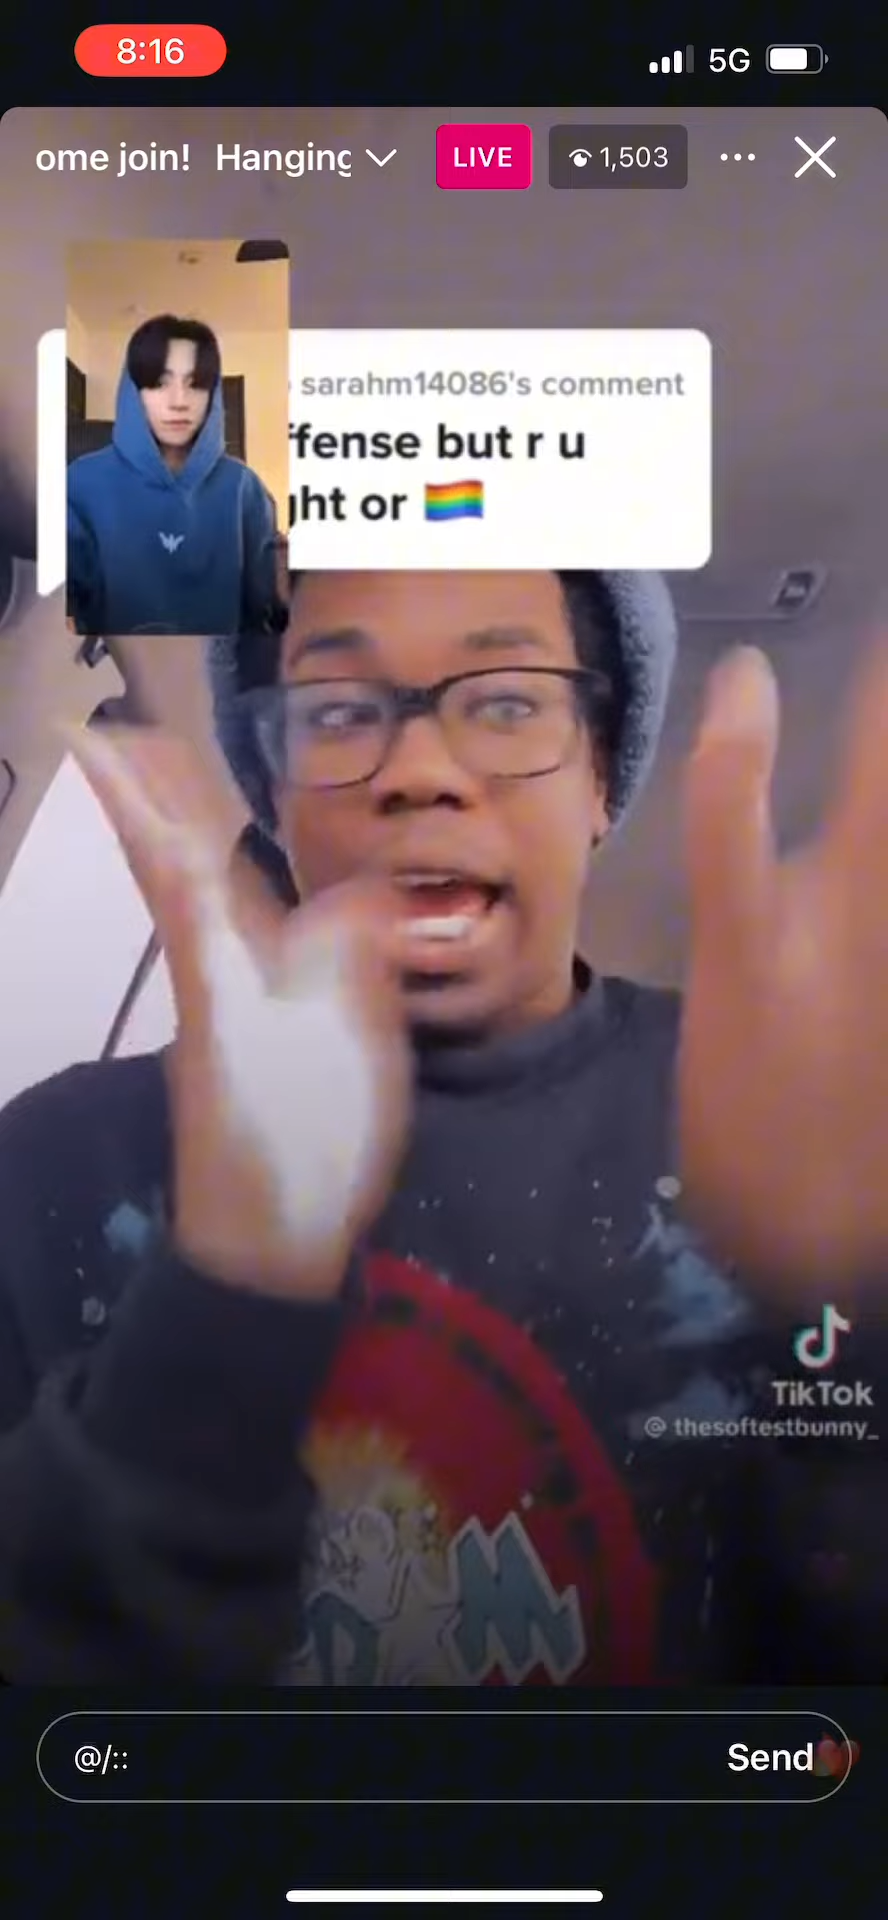 8:16
5G
ome join! Hanging
LIVE
1,503
sarahm14086's comment
ffense but r u
ght or 🏳️‍🌈
TikTok
@ thesoftestbunny_
@/::
Send